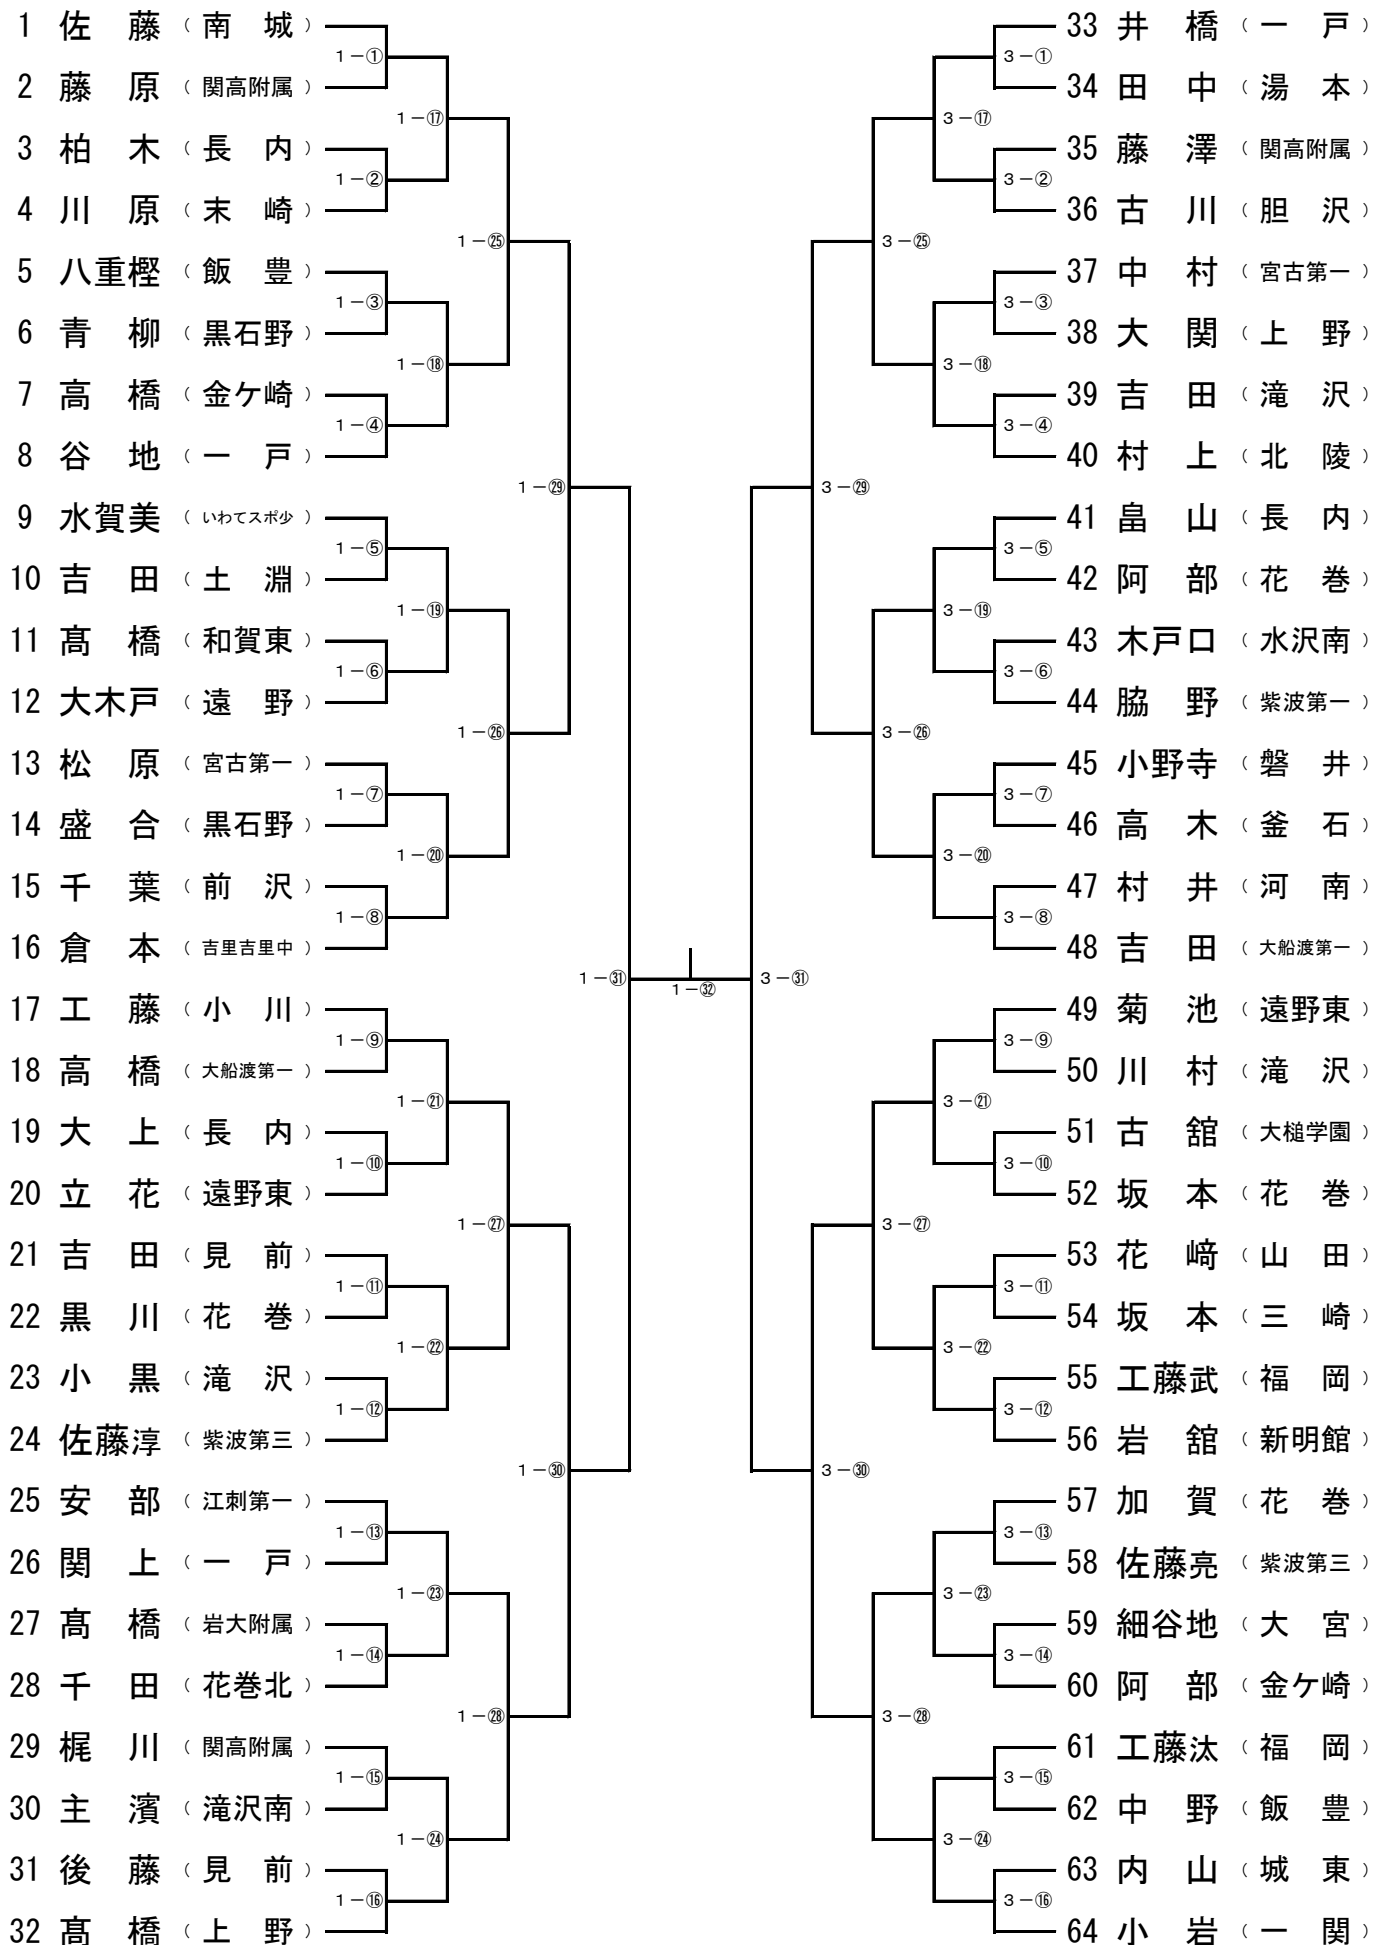 1 佐　藤（南　城）
1－①
2 藤　原（関高附属）
1－⑰
3 柏　木（長　内）
1－②
4 川　原（末　崎）
1－㉕
5 八重樫（飯　豊）
1－③
6 青　柳（黒石野）
1－⑱
7 高　橋（金ケ崎）
1－④
8 谷　地（一　戸）
1－㉙
9 水賀美（いわてスポ少）
1－⑤
10 吉　田（土　淵）
1－⑲
11 髙　橋（和賀東）
1－⑥
12 大木戸（遠　野）
1－㉖
13 松　原（宮古第一）
1－⑦
14 盛　合（黒石野）
1－⑳
15 千　葉（前　沢）
1－⑧
16 倉　本（吉里吉里中）
1－㉛
1－㉜
17 工　藤（小　川）
1－⑨
18 高　橋（大船渡第一）
1－㉑
19 大　上（長　内）
1－⑩
20 立　花（遠野東）
1－㉗
21 吉　田（見　前）
1－⑪
22 黒　川（花　巻）
1－㉒
23 小　黒（滝　沢）
1－⑫
24 佐藤淳（紫波第三）
1－㉚
25 安　部（江刺第一）
1－⑬
26 関　上（一　戸）
1－㉓
27 髙　橋（岩大附属）
1－⑭
28 千　田（花巻北）
1－㉘
29 梶　川（関高附属）
1－⑮
30 主　濱（滝沢南）
1－㉔
31 後　藤（見　前）
1－⑯
32 髙　橋（上　野）
33 井　橋（一　戸）
3－①
34 田　中（湯　本）
3－⑰
35 藤　澤（関高附属）
3－②
36 古　川（胆　沢）
3－㉕
37 中　村（宮古第一）
3－③
38 大　関（上　野）
3－⑱
39 吉　田（滝　沢）
3－④
40 村　上（北　陵）
3－㉙
41 畠　山（長　内）
3－⑤
42 阿　部（花　巻）
3－⑲
43 木戸口（水沢南）
3－⑥
44 脇　野（紫波第一）
3－㉖
45 小野寺（磐　井）
3－⑦
46 高　木（釜　石）
3－⑳
47 村　井（河　南）
3－⑧
48 吉　田（大船渡第一）
3－㉛
49 菊　池（遠野東）
3－⑨
50 川　村（滝　沢）
3－㉑
51 古　舘（大槌学園）
3－⑩
52 坂　本（花　巻）
3－㉗
53 花　﨑（山　田）
3－⑪
54 坂　本（三　崎）
3－㉒
55 工藤武（福　岡）
3－⑫
56 岩　舘（新明館）
3－㉚
57 加　賀（花　巻）
3－⑬
58 佐藤亮（紫波第三）
3－㉓
59 細谷地（大　宮）
3－⑭
60 阿　部（金ケ崎）
3－㉘
61 工藤汰（福　岡）
3－⑮
62 中　野（飯　豊）
3－㉔
63 内　山（城　東）
3－⑯
64 小　岩（一　関）